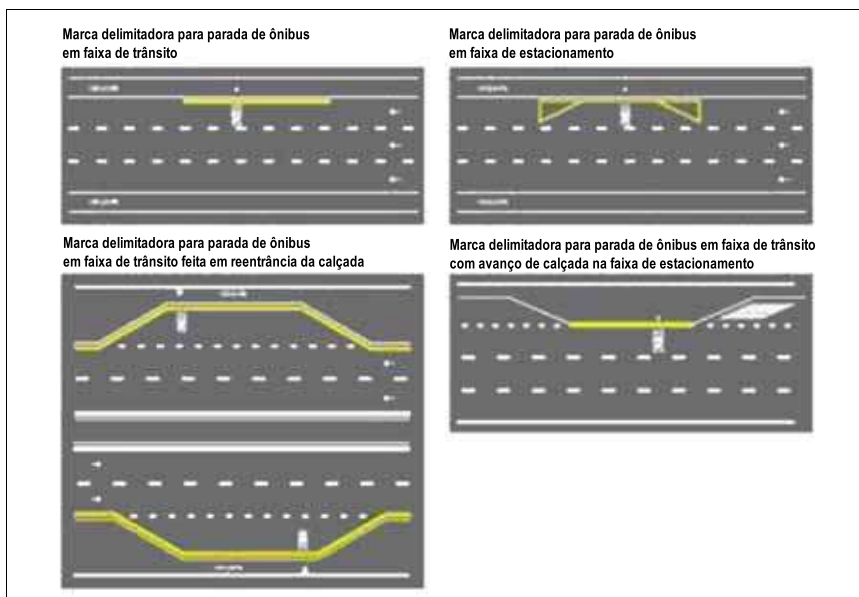 Marca delimitadora para parada de ônibus
em faixa de trânsito
Marca delimitadora para parada de ônibus
em faixa de estacionamento
Marca delimitadora para parada de ônibus
em faixa de trânsito feita em reentrância da calçada
Marca delimitadora para parada de ônibus em faixa de trânsito
com avanço de calçada na faixa de estacionamento